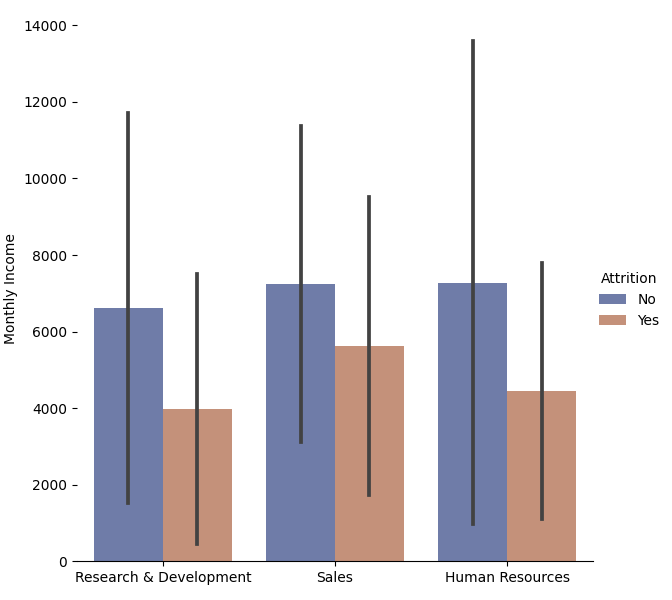 14000
12000
10000
8000
6000
4000
2000
0
Monthly Income
Research & Development
Sales
Human Resources
Attrition
No
Yes